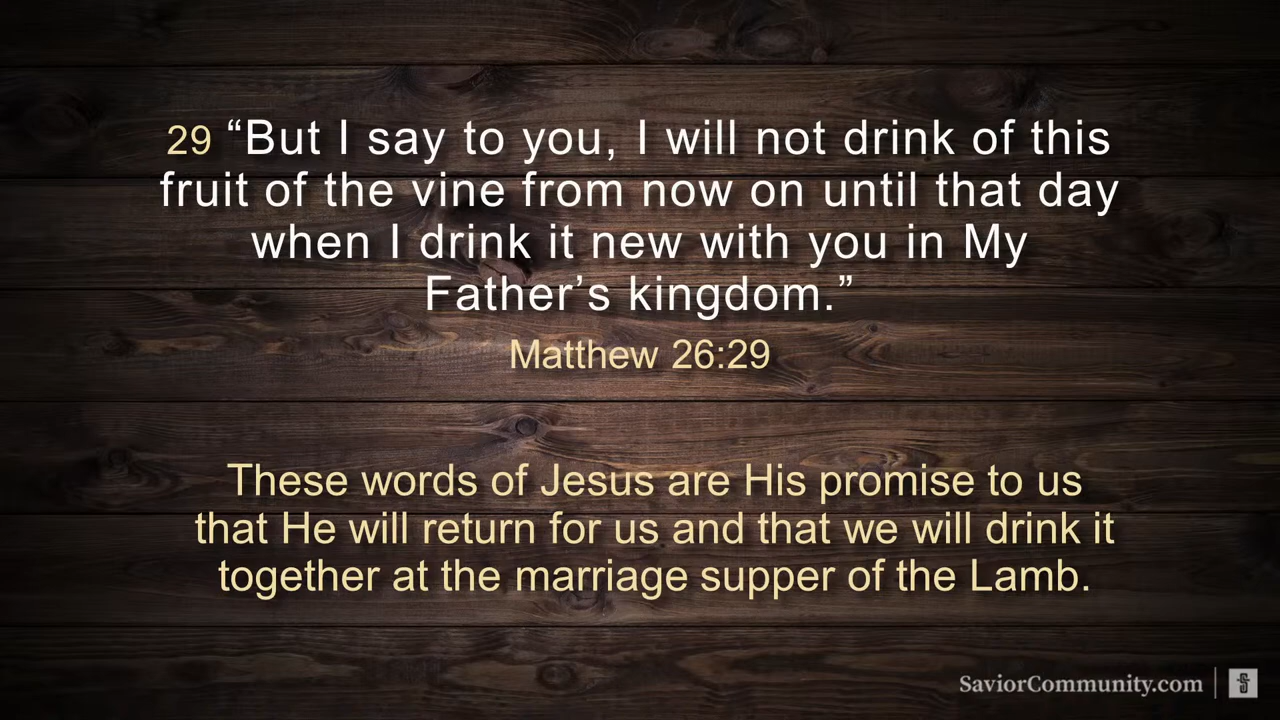 29 “But I say to you, I will not drink of this
fruit of the vine from now on until that day
when I drink it new with you in My
Father’s kingdom.”
Matthew 26:29
These words of Jesus are His promise to us
that He will return for us and that we will drink it
together at the marriage supper of the Lamb.
SaviorCommunity.com